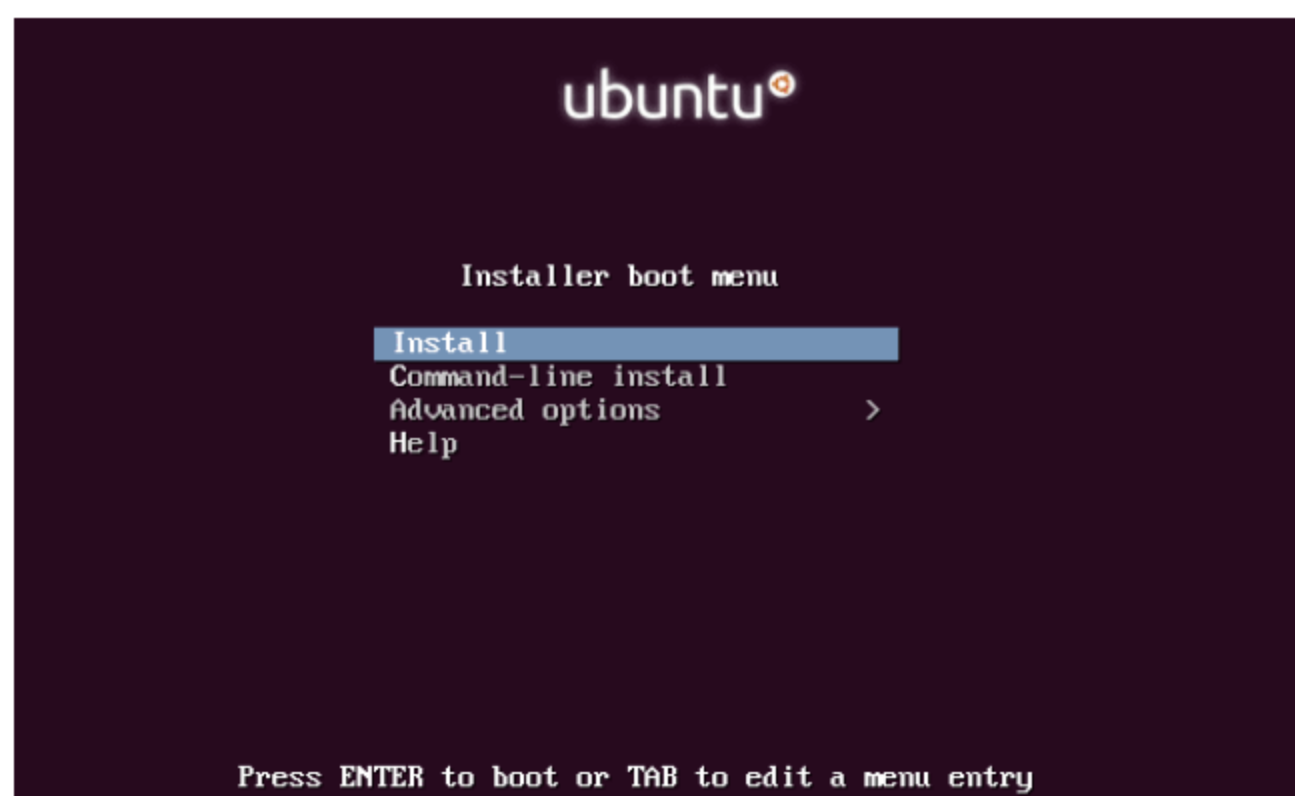 ubuntu
Installer boot menu
Install
Command-line install
Advanced options >
Help
Press ENTER to boot or TAB to edit a menu entry